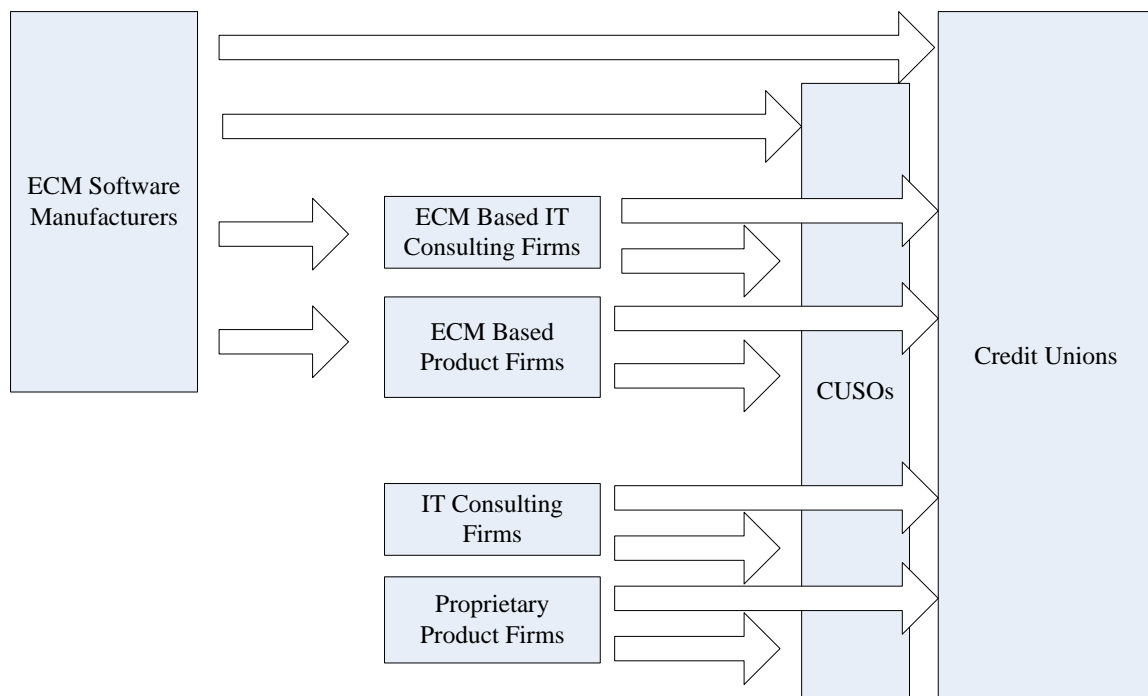 ECM Software
Manufacturers
ECM Based IT
Consulting Firms
ECM Based
Product Firms
IT Consulting
Firms
Proprietary
Product Firms
CUSOs
Credit Unions